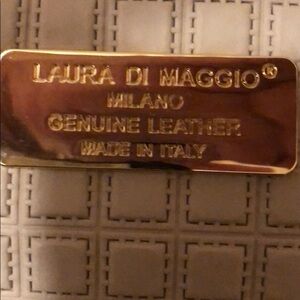 LAURA DI MAGGIO®
MILANO
GENUINE LEATHER
MADE IN ITALY